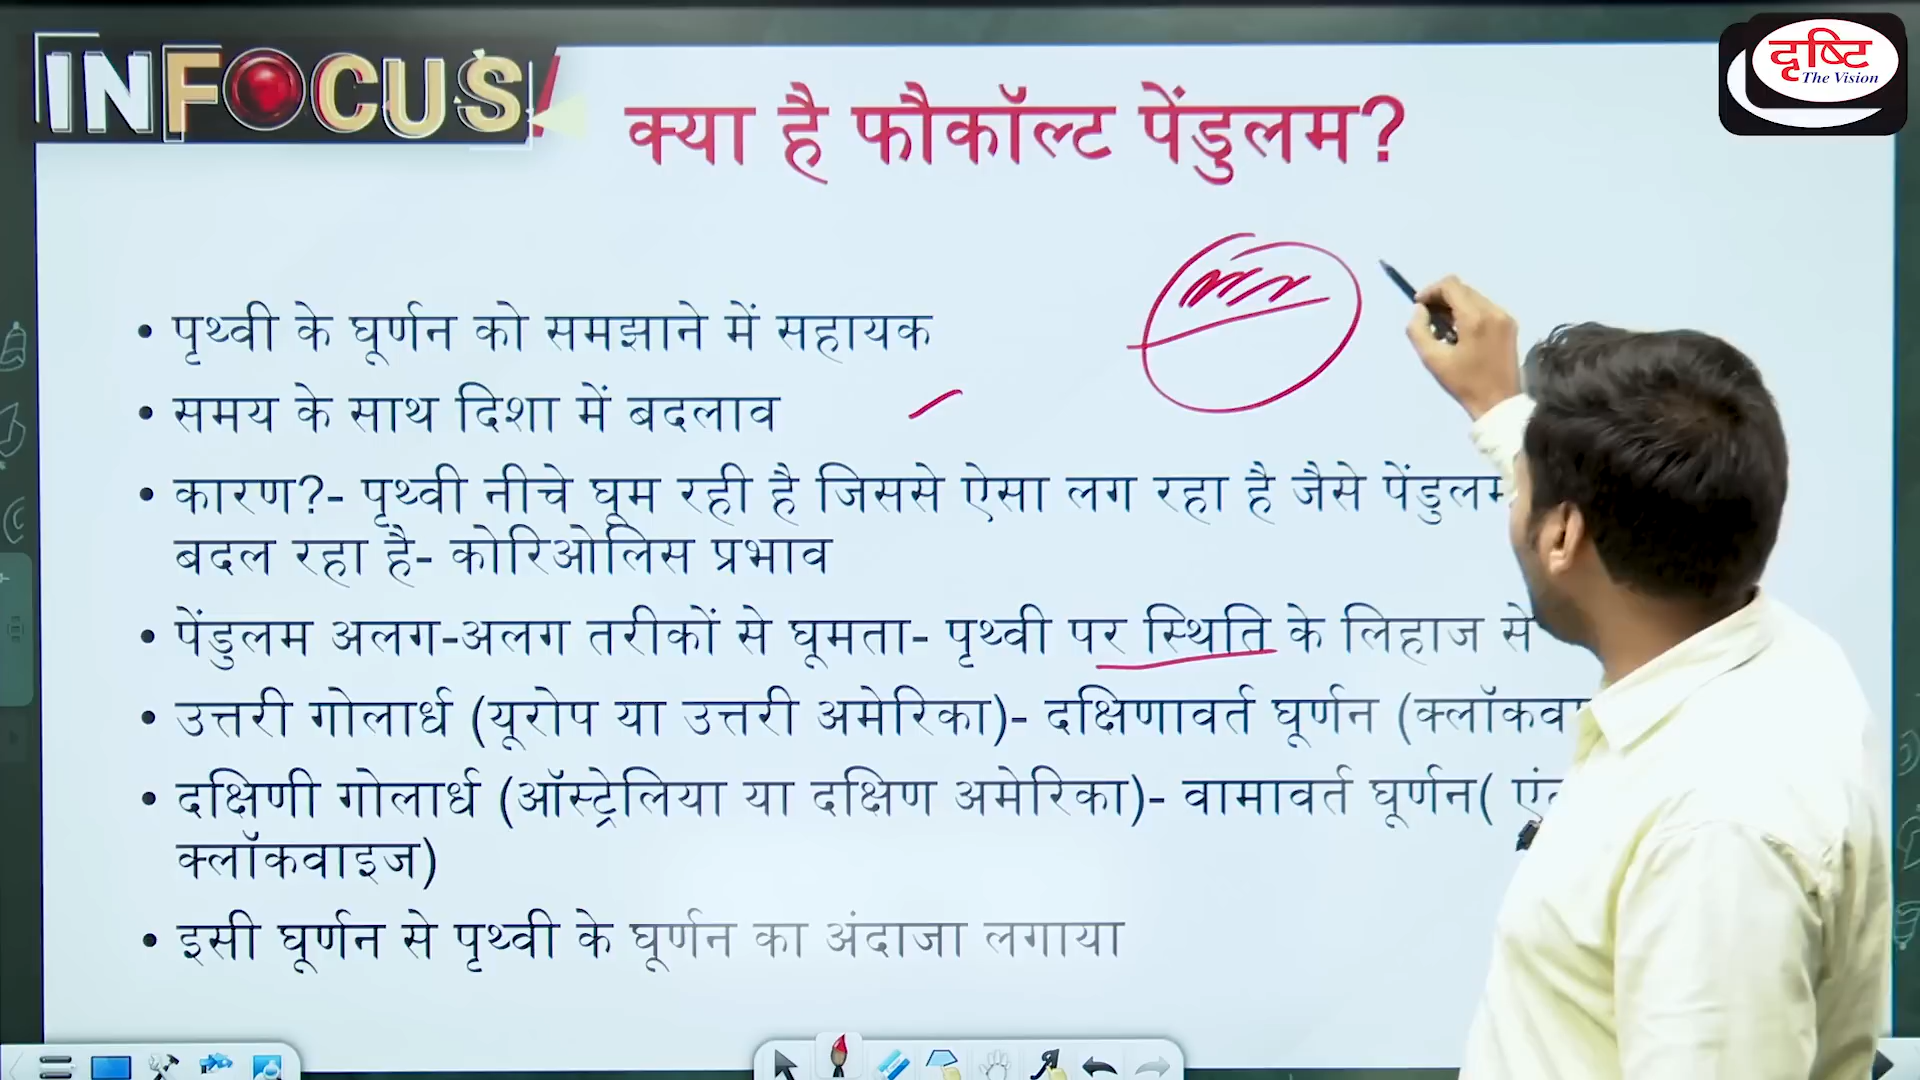 INFOCUS!
दृष्टि
The Vision
क्या है फौकॉल्ट पेंडुलम?
• पृथ्वी के घूर्णन को समझाने में सहायक
• समय के साथ दिशा में बदलाव
• कारण?- पृथ्वी नीचे घूम रही है जिससे ऐसा लग रहा है जैसे पेंडुलम
बदल रहा है- कोरिओलिस प्रभाव
• पेंडुलम अलग-अलग तरीकों से घूमता- पृथ्वी पर स्थिति के लिहाज से
• उत्तरी गोलार्ध (यूरोप या उत्तरी अमेरिका)- दक्षिणावर्त घूर्णन
• दक्षिणी गोलार्ध (ऑस्ट्रेलिया या दक्षिण अमेरिका)- वामावर्त घूर्णन(
क्लॉकवाइज)
• इसी घूर्णन से पृथ्वी के घूर्णन का अंदाजा लगाया